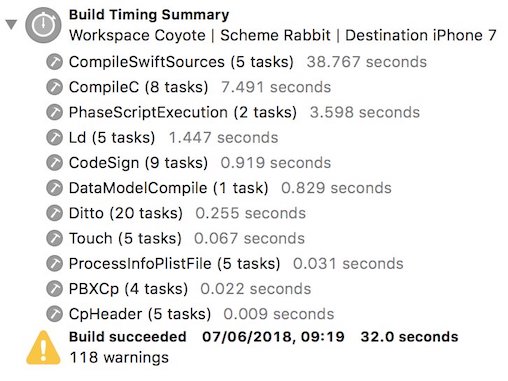 Build Timing Summary
Workspace Coyote | Scheme Rabbit | Destination iPhone 7
CompileSwiftSources (5 tasks) 38.767 seconds
CompileC (8 tasks) 7.491 seconds
PhaseScriptExecution (2 tasks) 3.598 seconds
Ld (5 tasks) 1.447 seconds
CodeSign (9 tasks) 0.919 seconds
DataModelCompile (1 task) 0.829 seconds
Ditto (20 tasks) 0.255 seconds
Touch (5 tasks) 0.067 seconds
ProcessInfoPlistFile (5 tasks) 0.031 seconds
PBXCp (4 tasks) 0.022 seconds
CpHeader (5 tasks) 0.009 seconds
Build succeeded 07/06/2018, 09:19 32.0 seconds
118 warnings